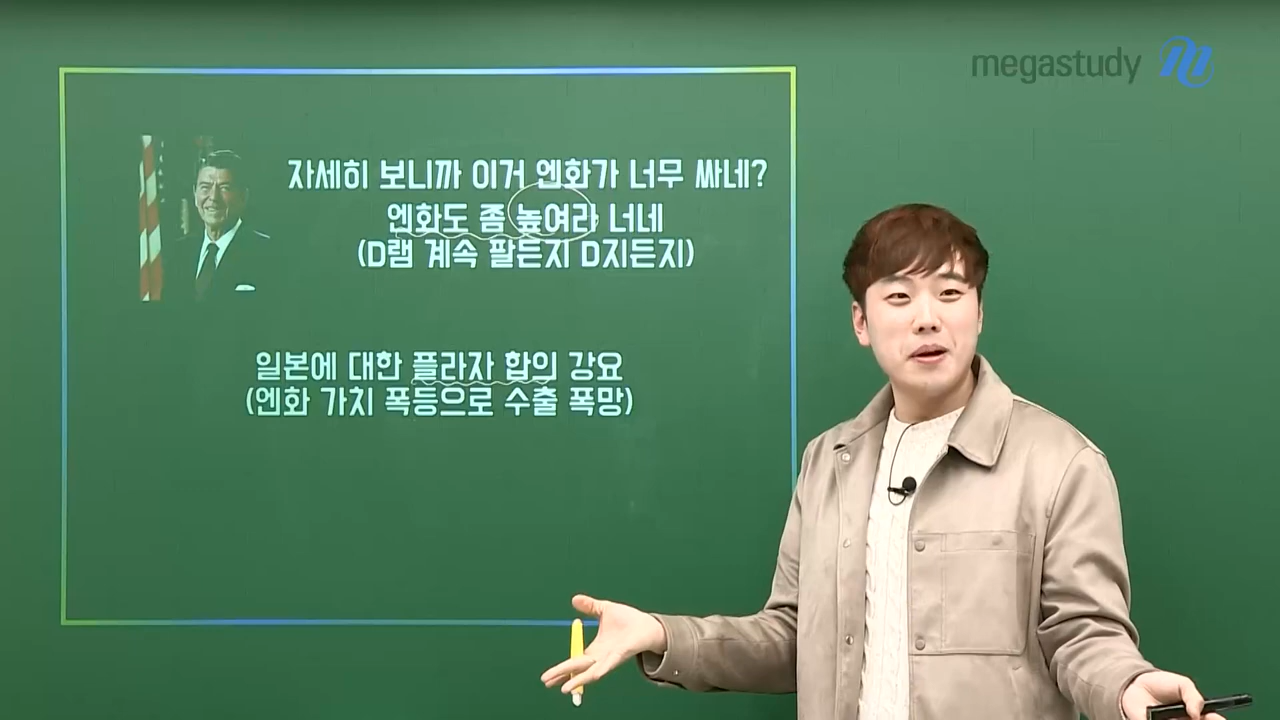 megastudy
자세히 보니까 이거 엔화가 너무 싸네?
엔화도 좀 높여라 너네
(D램 계속 팔든지 D지든지)
일본에 대한 플라자 합의 강요
(엔화 가치 폭등으로 수출 폭망)